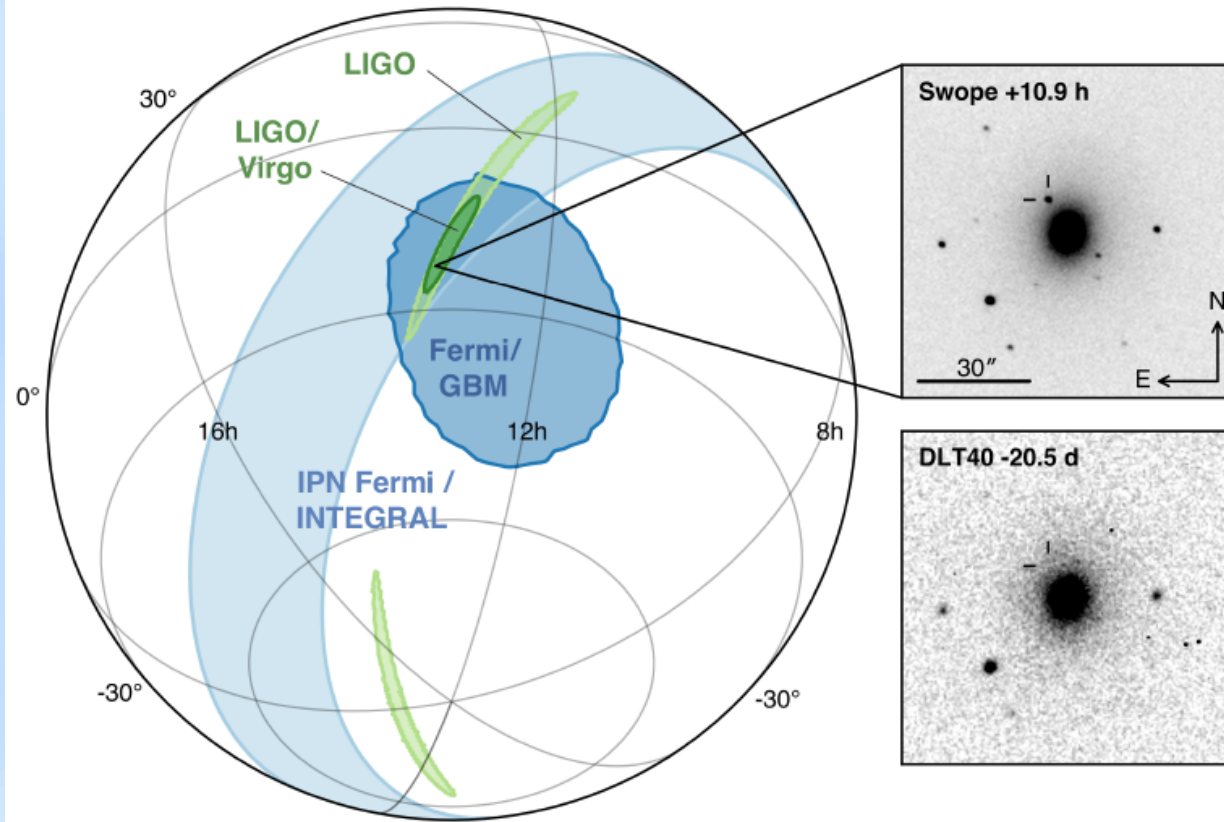 LIGO
LIGO/
Virgo
30°
0°
-30°
-30°
16h
12h
8h
Fermi/
GBM
IPN Fermi /
INTEGRAL
Swope +10.9 h
N
E
30″
DLT40 -20.5 d